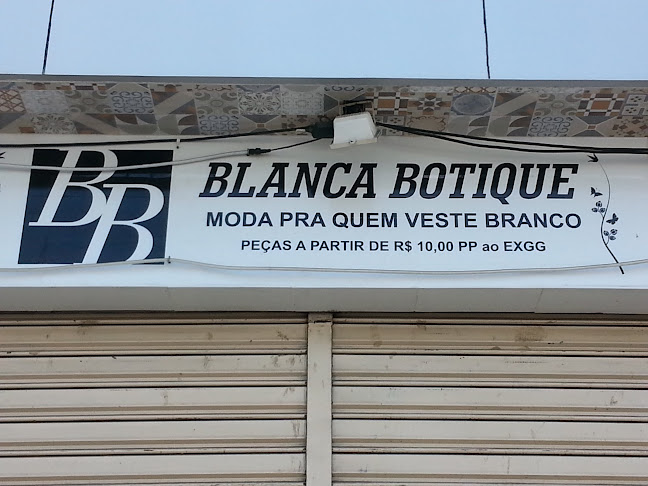 BB
BLANCA BOTIQUE
MODA PRA QUEM VESTE BRANCO
PEÇAS A PARTIR DE R$ 10,00 PP ao EXGG